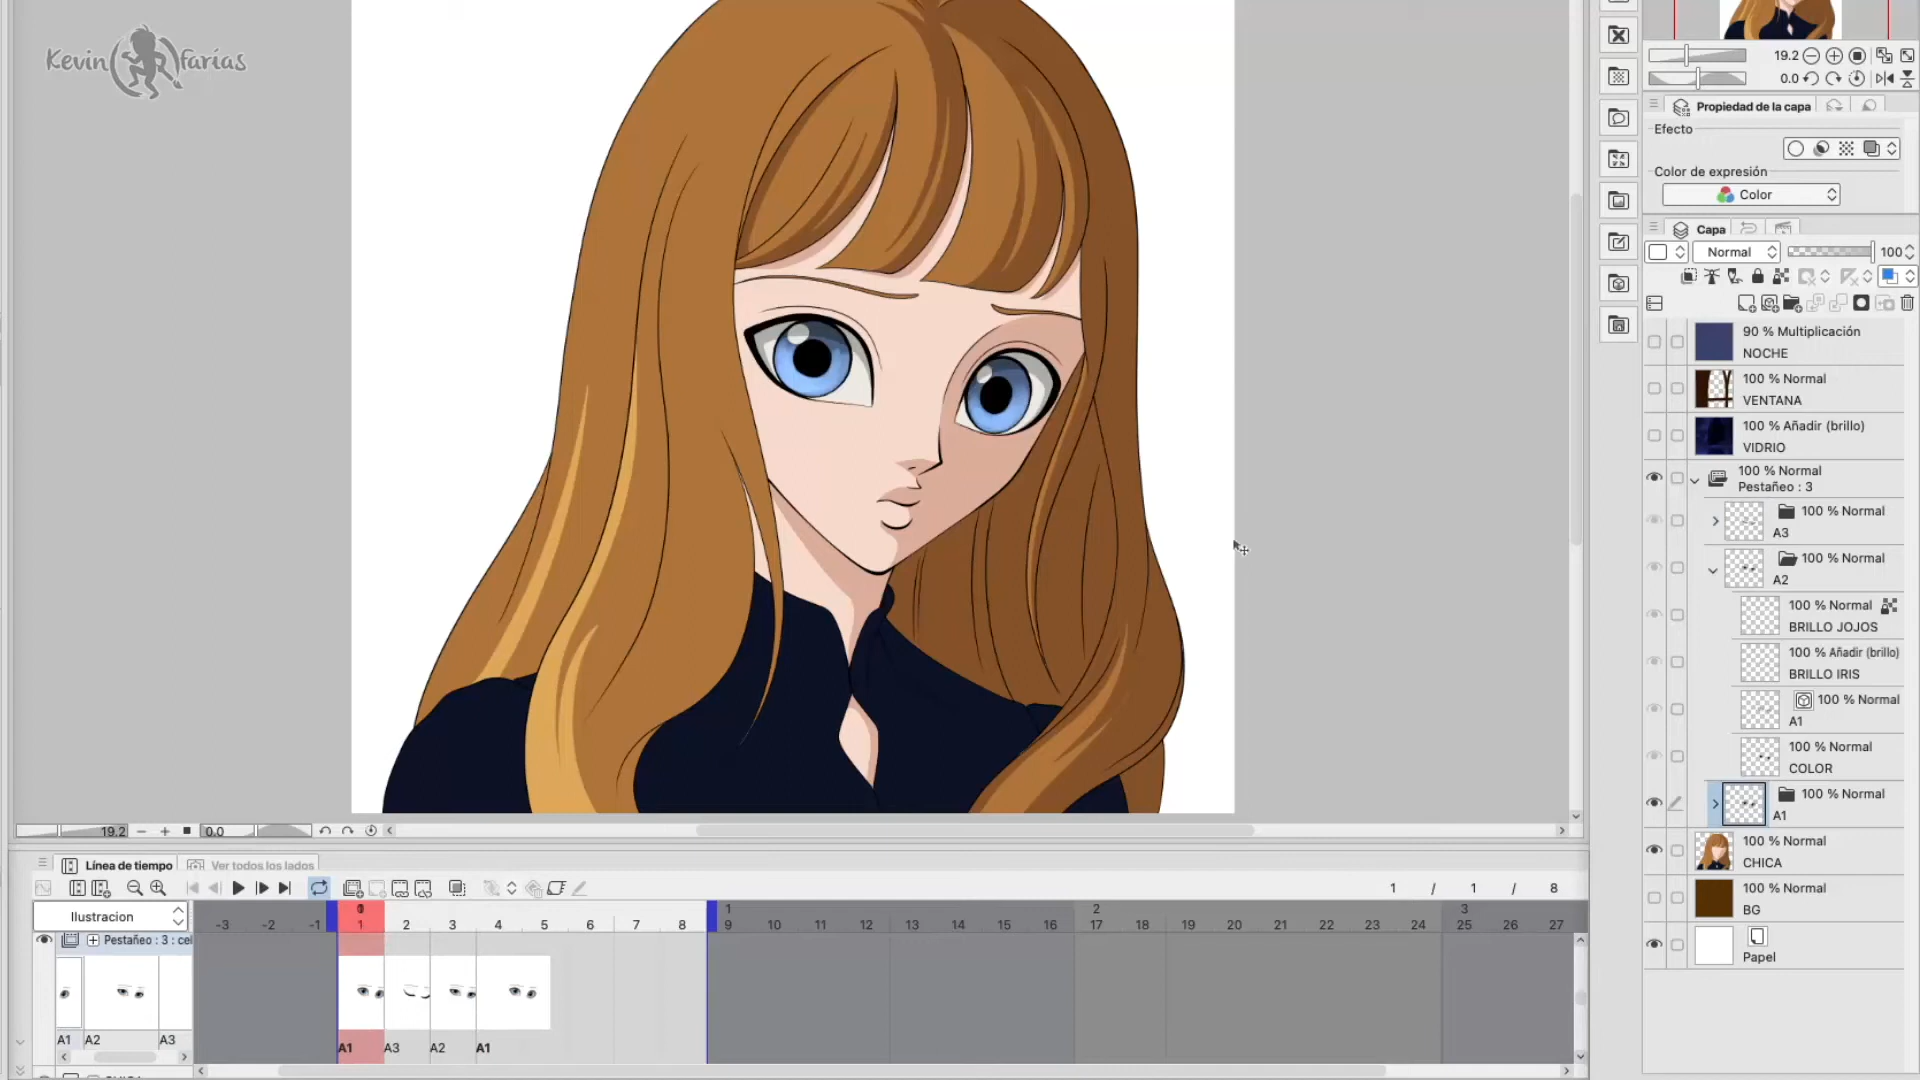 Kevin farías
19.2
0.0
Propiedad de la capa
Efecto
Color de expresión
Color
Capa
Normal
100
90 % Multiplicación
NOCHE
100 % Normal
VENTANA
100 % Añadir (brillo)
VIDRIO
100 % Normal
Pestañeo : 3
100 % Normal
A3
100 % Normal
A2
100 % Normal
BRILLO JOJOS
100 % Añadir (brillo)
BRILLO IRIS
100 % Normal
A1
100 % Normal
COLOR
100 % Normal
A1
100 % Normal
CHICA
100 % Normal
BG
Papel
19.2
0.0
Línea de tiempo
Ver todos los lados
1 / 1 / 8
Ilustracion
0 1 2 3
-3 -2 -1 1 2 3 4 5 6 7 8 9 10 11 12 13 14 15 16 17 18 19 20 21 22 23 24 25 26 27
Pestañeo : 3 : cel
A1 A2 A3
A1 A3 A2 A1